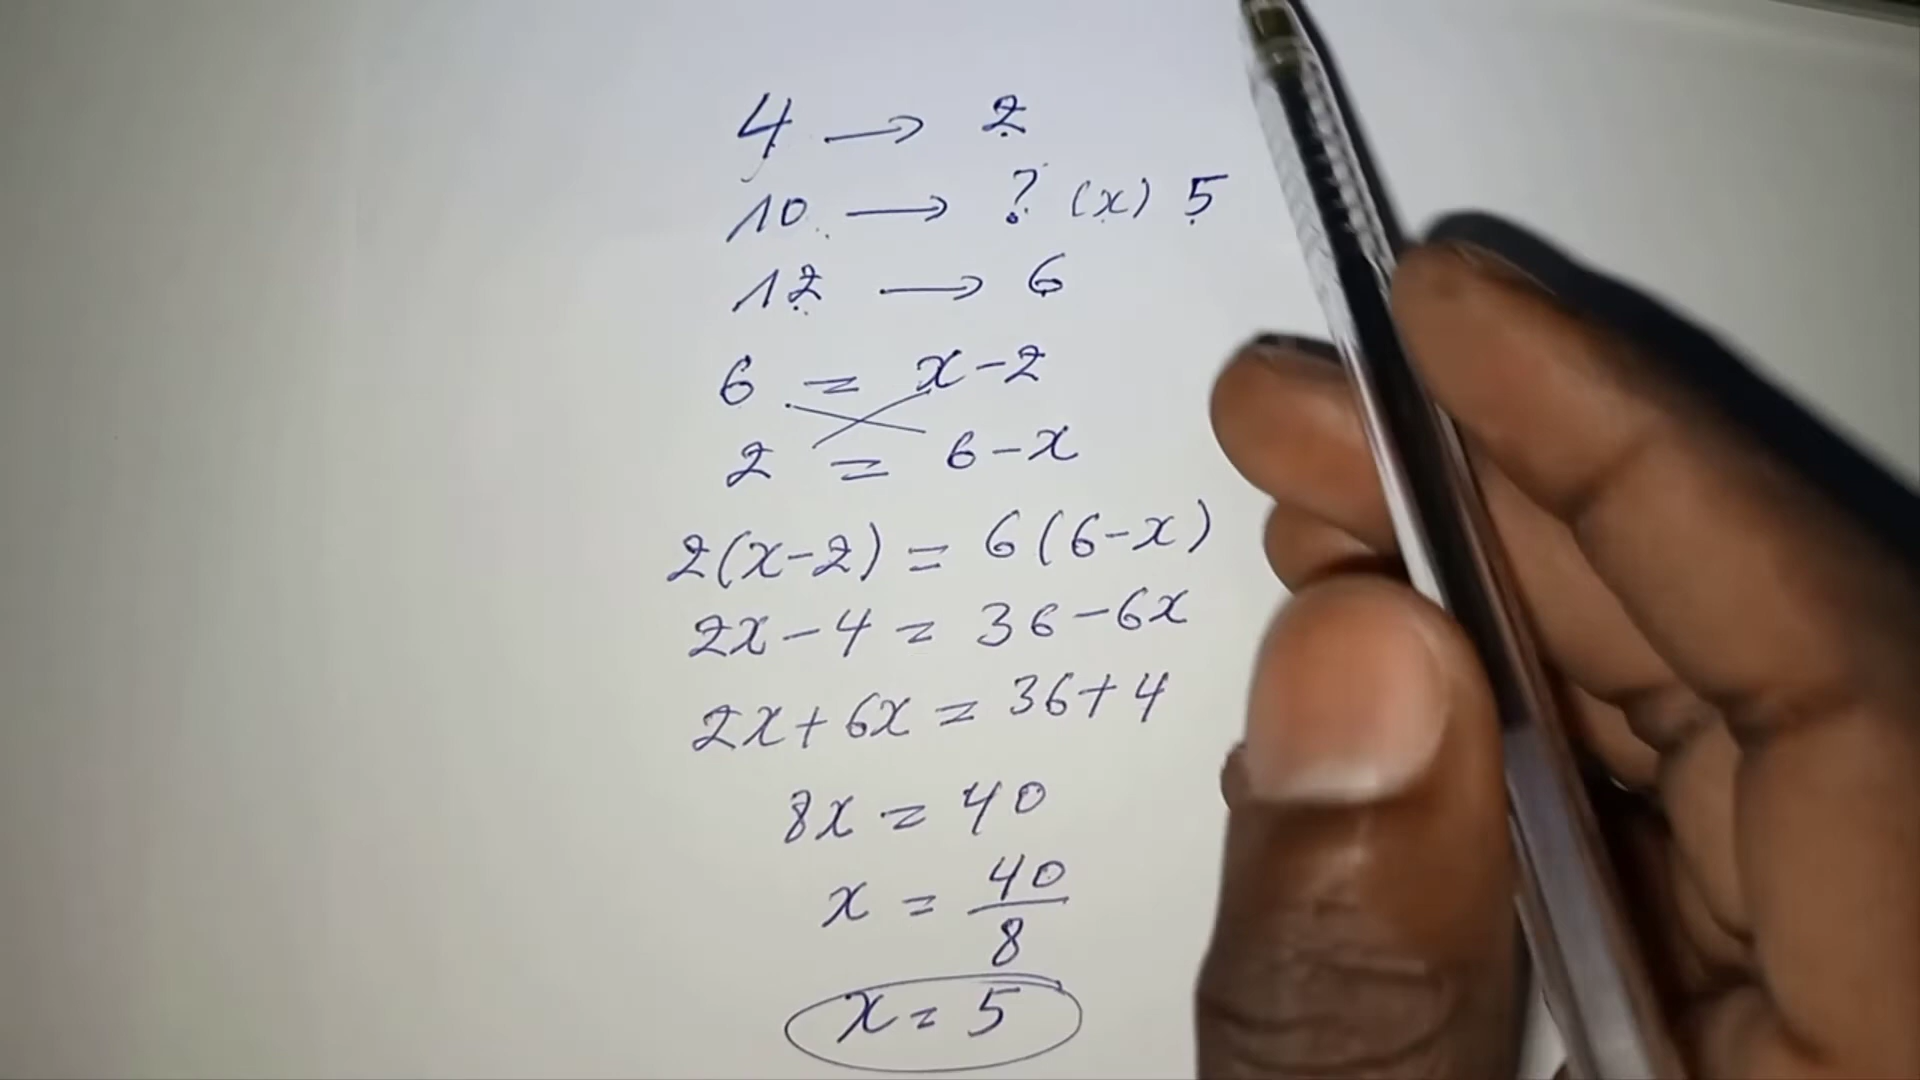 4 → 2
10 → ? (x) 5
12 → 6
6 = x-2
2 = 6-x
2(x-2) = 6(6-x)
2x-4 = 36-6x
2x+6x = 36+4
8x = 40
x = 40/8
x = 5